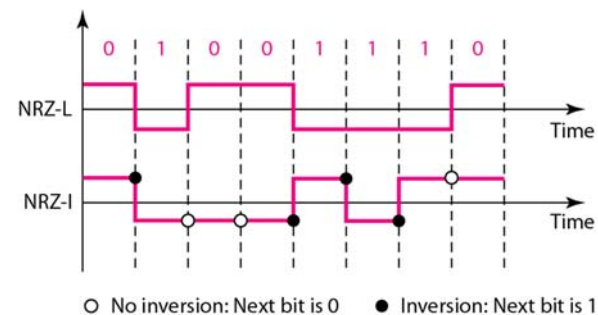 0 1 0 0 1 1 1 0
NRZ-L
Time
NRZ-I
Time
No inversion: Next bit is 0
Inversion: Next bit is 1